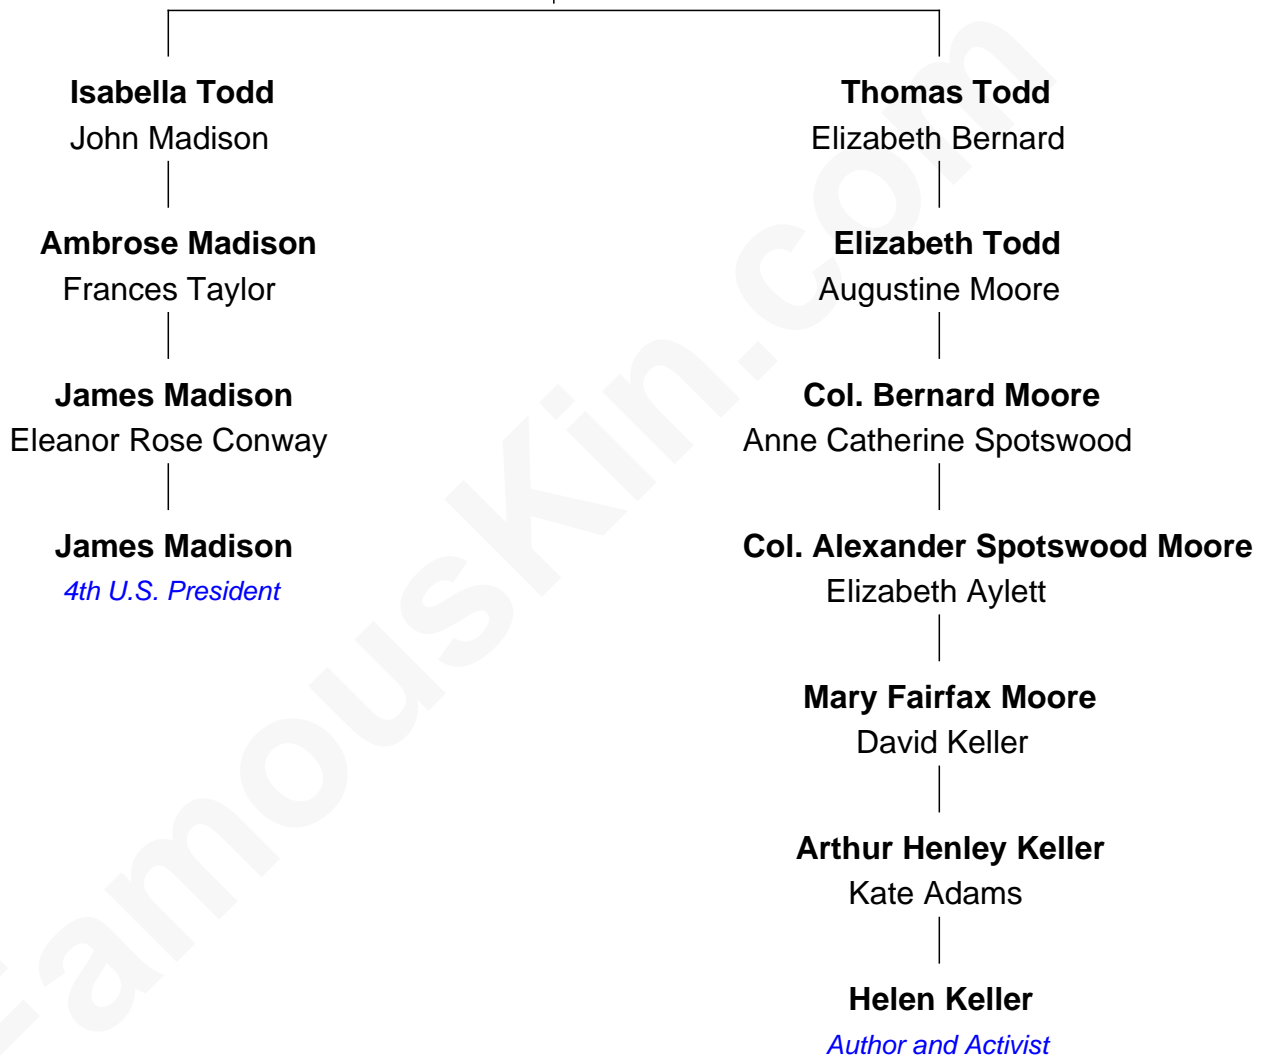 Isabella Todd
John Madison
Ambrose Madison
Frances Taylor
James Madison
Eleanor Rose Conway
James Madison
4th U.S. President
Thomas Todd
Elizabeth Bernard
Elizabeth Todd
Augustine Moore
Col. Bernard Moore
Anne Catherine Spotswood
Col. Alexander Spotswood Moore
Elizabeth Aylett
Mary Fairfax Moore
David Keller
Arthur Henley Keller
Kate Adams
Helen Keller
Author and Activist
FamousKin.com